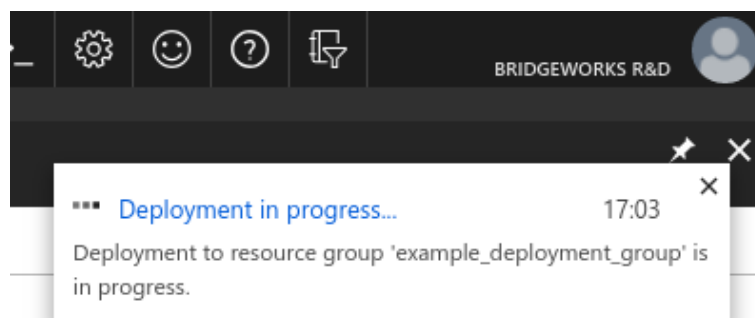 BRIDGEWORKS R&D
Deployment in progress... 17:03
Deployment to resource group 'example_deployment_group' is
in progress.